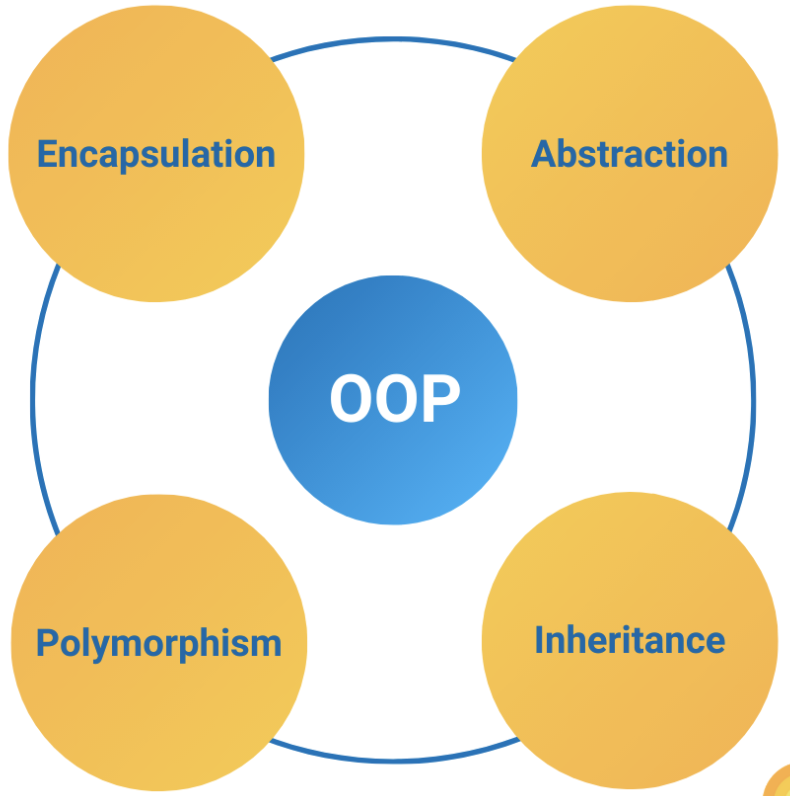 Encapsulation
Abstraction
OOP
Polymorphism
Inheritance